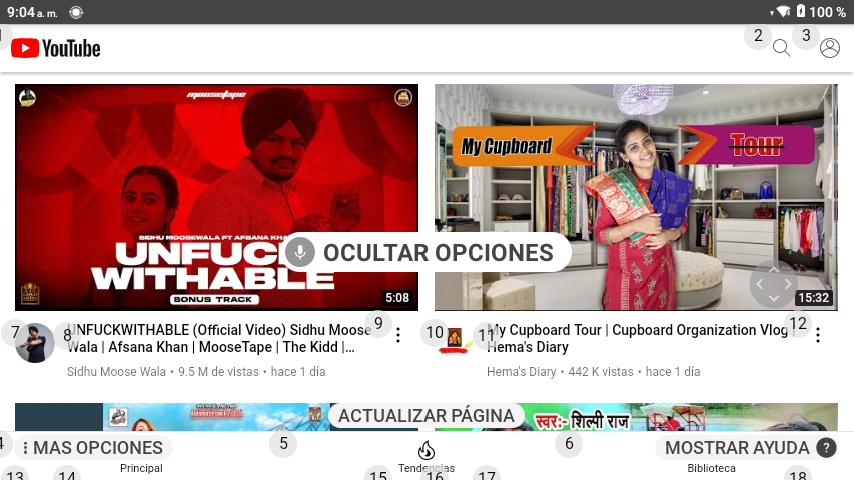 9:04 a. m.
100 %
1
YouTube
2
3
moosetape
SIDHU MOOSEWALA FT AFSANA KHA
UNFUC
WITHABLE
BONUS TRACK
5:08
My Cupboard
Tour
15:32
OCULTAR OPCIONES
7
8
UNFUCKWITHABLE (Official Video) Sidhu Moose
Wala | Afsana Khan | MooseTape | The Kidd |...
9
Sidhu Moose Wala • 9.5 M de vistas • hace 1 día
10
11
My Cupboard Tour | Cupboard Organization Vlog |
Hema's Diary
12
Hema's Diary • 442 K vistas • hace 1 día
ACTUALIZAR PÁGINA
स्वरः- शिल्पी राज
4
MAS OPCIONES
5
6
MOSTRAR AYUDA ?
Principal
Tendencias
Biblioteca
13
14
15
16
17
18